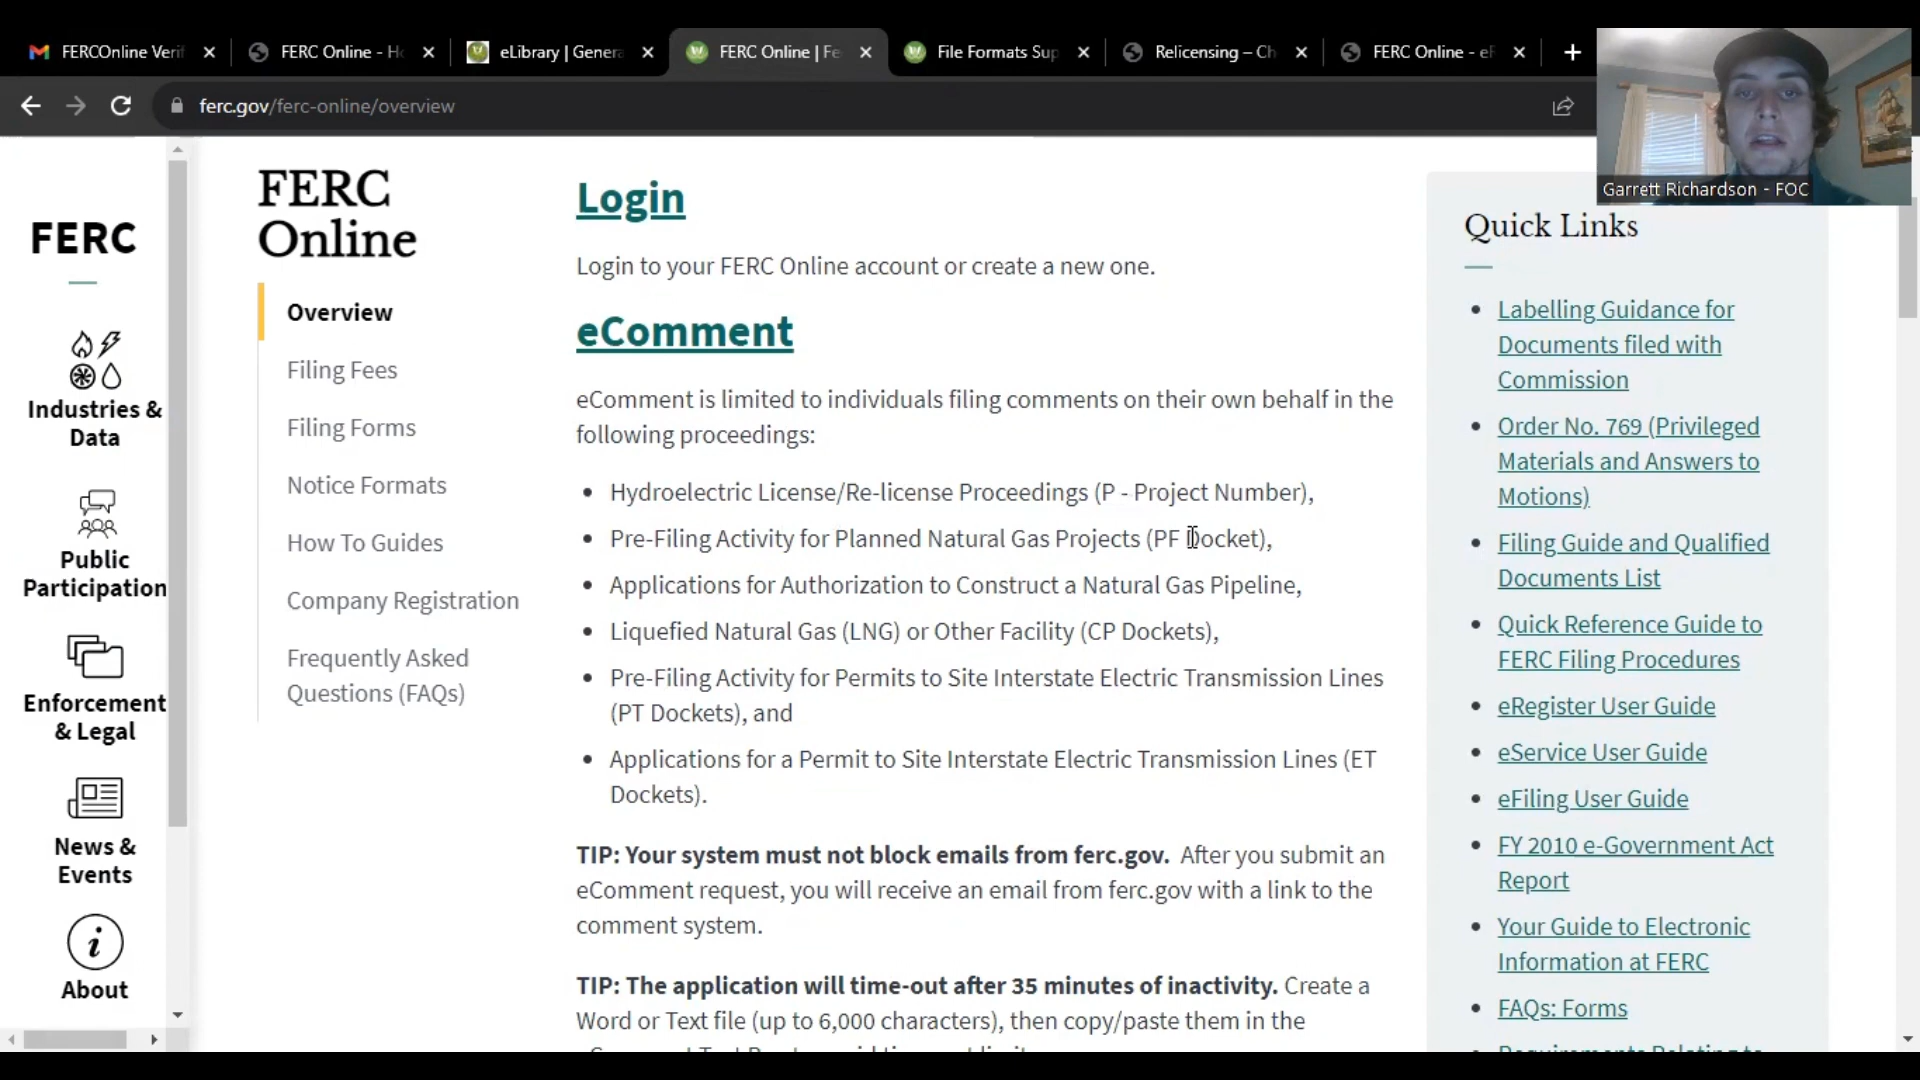 FERCOnline Verif
FERC Online - Ho
eLibrary | Genera
FERC Online | Fe
File Formats Sup
Relicensing – Ch
FERC Online - eF
ferc.gov/ferc-online/overview
Garrett Richardson - FOC
FERC
Industries &
Data
Public
Participation
Enforcement
& Legal
News &
Events
About
FERC
Online
Overview
Filing Fees
Filing Forms
Notice Formats
How To Guides
Company Registration
Frequently Asked
Questions (FAQs)
Login
Login to your FERC Online account or create a new one.
eComment
eComment is limited to individuals filing comments on their own behalf in the
following proceedings:
• Hydroelectric License/Re-license Proceedings (P - Project Number),
• Pre-Filing Activity for Planned Natural Gas Projects (PF Docket),
• Applications for Authorization to Construct a Natural Gas Pipeline,
• Liquefied Natural Gas (LNG) or Other Facility (CP Dockets),
• Pre-Filing Activity for Permits to Site Interstate Electric Transmission Lines
(PT Dockets), and
• Applications for a Permit to Site Interstate Electric Transmission Lines (ET
Dockets).
TIP: Your system must not block emails from ferc.gov. After you submit an
eComment request, you will receive an email from ferc.gov with a link to the
comment system.
TIP: The application will time-out after 35 minutes of inactivity. Create a
Word or Text file (up to 6,000 characters), then copy/paste them in the
Quick Links
• Labelling Guidance for
Documents filed with
Commission
• Order No. 769 (Privileged
Materials and Answers to
Motions)
• Filing Guide and Qualified
Documents List
• Quick Reference Guide to
FERC Filing Procedures
• eRegister User Guide
• eService User Guide
• eFiling User Guide
• FY 2010 e-Government Act
Report
• Your Guide to Electronic
Information at FERC
• FAQs: Forms
Requirements Relating to